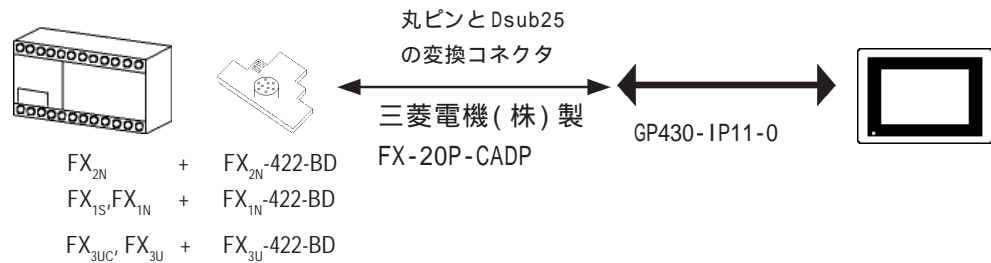 丸ピンとDsub25
の変換コネクタ
三菱電機(株)製
FX-20P-CADP
GP430-IP11-0
FX2N + FX2N-422-BD
FX1S,FX1N + FX1N-422-BD
FX3UC, FX3U + FX3U-422-BD